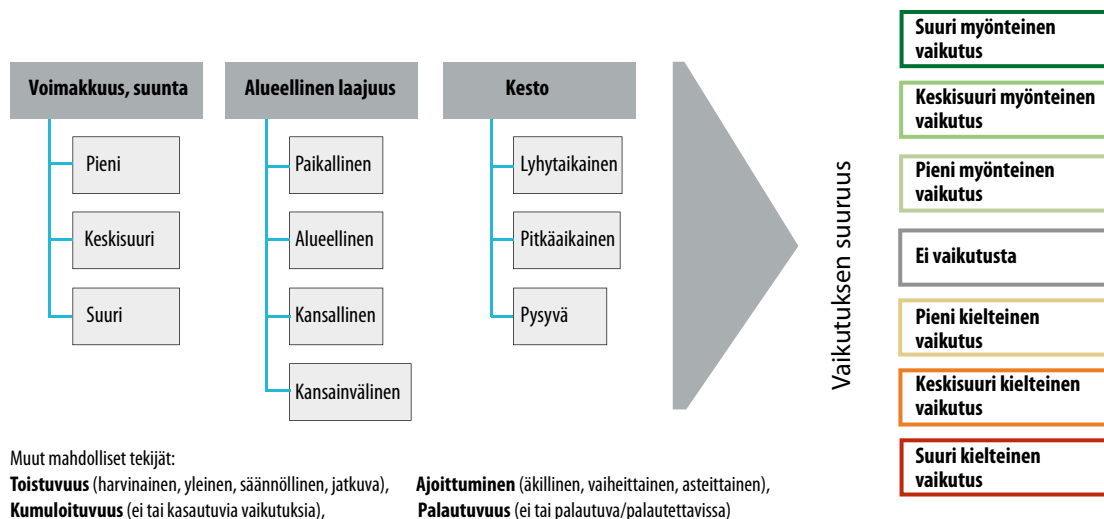 Voimakkuus, suunta
Pieni
Keskisuuri
Suuri
Alueellinen laajuus
Paikallinen
Alueellinen
Kansallinen
Kansainvälinen
Kesto
Lyhytaikainen
Pitkäaikainen
Pysyvä
Vaikutuksen suuruus
Suuri myönteinen
vaikutus
Keskisuuri myönteinen
vaikutus
Pieni myönteinen
vaikutus
Ei vaikutusta
Pieni kielteinen
vaikutus
Keskisuuri kielteinen
vaikutus
Suuri kielteinen
vaikutus
Muut mahdolliset tekijät:
Toistuvuus (harvinainen, yleinen, säännöllinen, jatkuva),
Kumuloituvuus (ei tai kasautuvia vaikutuksia),
Ajoittuminen (äkillinen, vaiheittainen, asteittainen),
Palautuvuus (ei tai palautuva/palautettavissa)